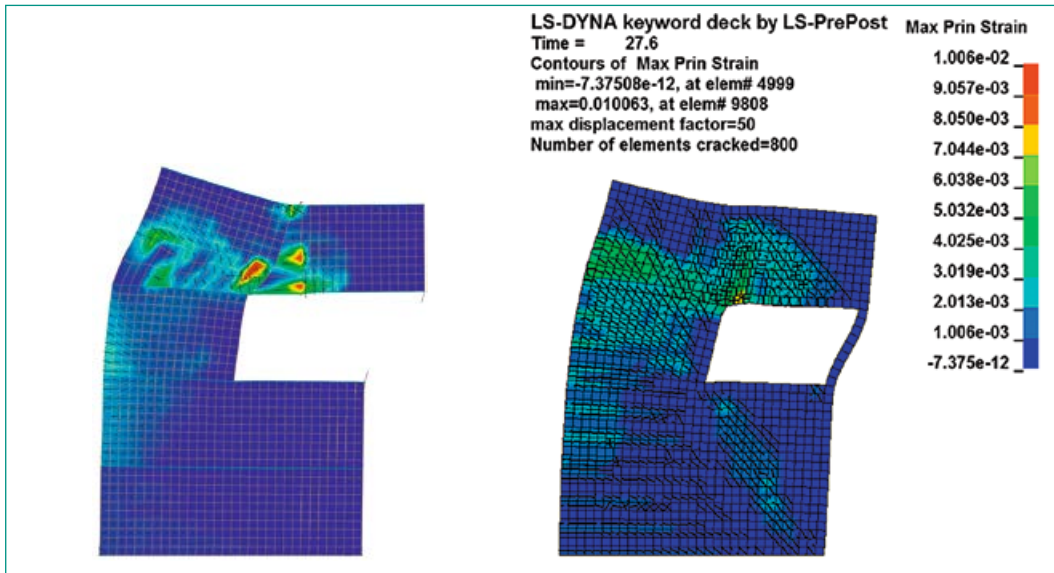 LS-DYNA keyword deck by LS-PrePost
Time = 27.6
Contours of Max Prin Strain
min=-7.37508e-12, at elem# 4999
max=0.010063, at elem# 9808
max displacement factor=50
Number of elements cracked=800
Max Prin Strain
1.006e-02
9.057e-03
8.050e-03
7.044e-03
6.038e-03
5.032e-03
4.025e-03
3.019e-03
2.013e-03
1.006e-03
-7.375e-12